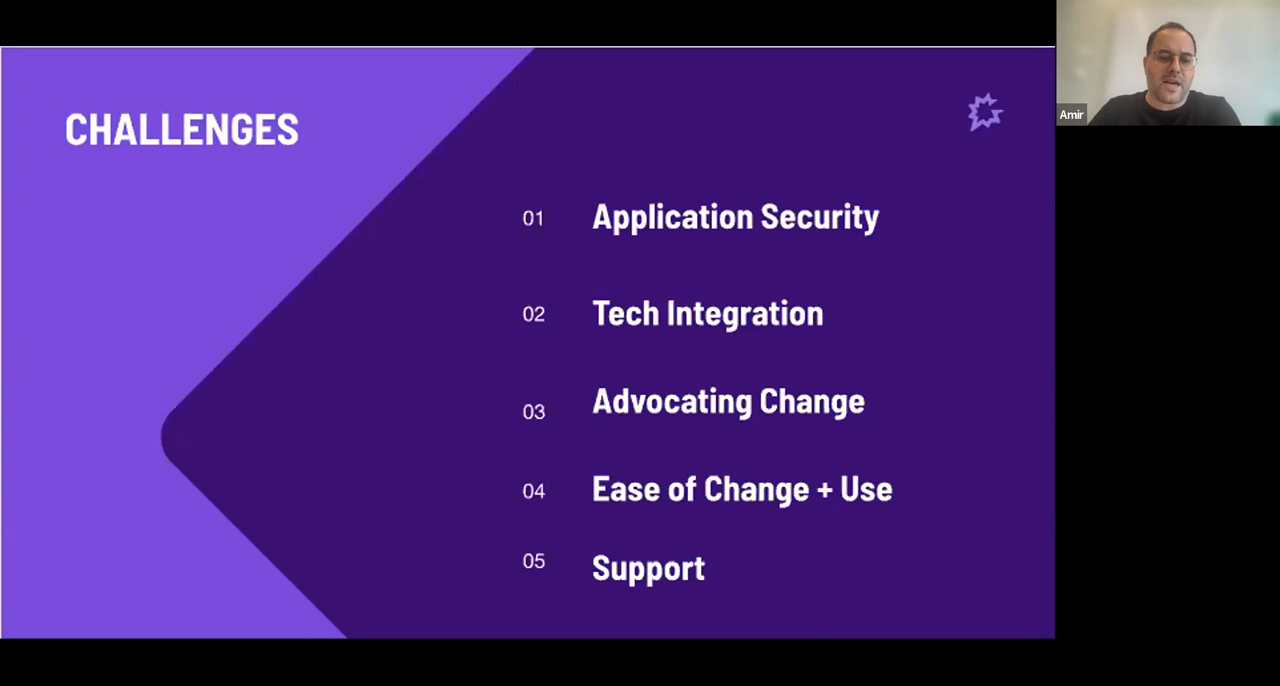 CHALLENGES
01 Application Security
02 Tech Integration
03 Advocating Change
04 Ease of Change + Use
05 Support
Amir